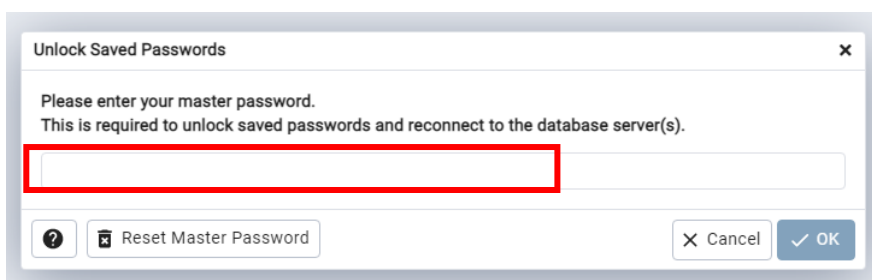 Unlock Saved Passwords
Please enter your master password.
This is required to unlock saved passwords and reconnect to the database server(s).
Reset Master Password
Cancel
OK